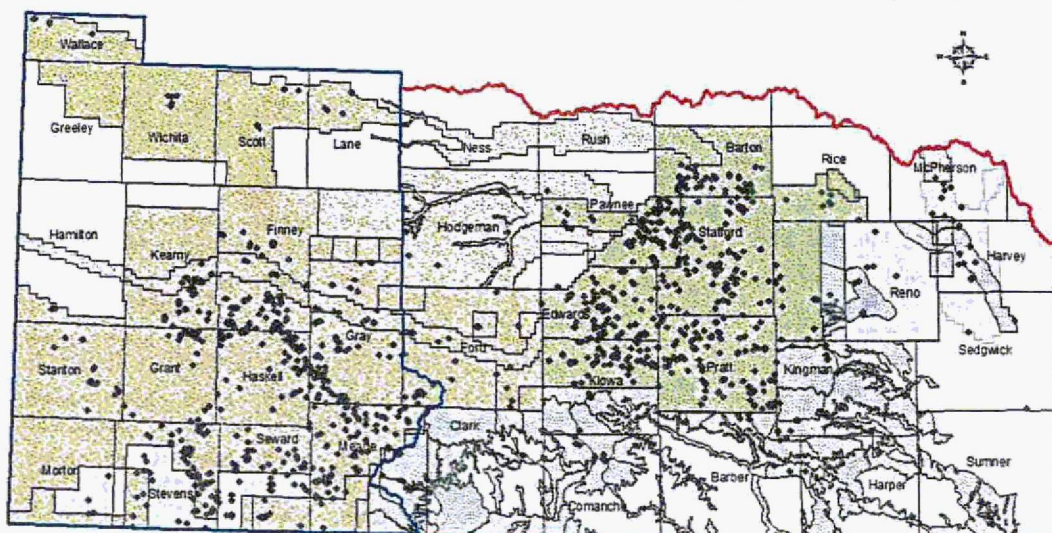 N
W E
S
Wallace
Greeley
Wichita
Scott
Lane
Ness
Rush
Barton
Rice
McPherson
Hamilton
Kearny
Finney
Hodgeman
Pawnee
Stafford
Reno
Harvey
Stanton
Grant
Haskell
Gray
Ford
Edwards
Kiowa
Pratt
Kingman
Sedgwick
Morton
Stevens
Seward
Meade
Clark
Comanche
Barber
Harper
Sumner